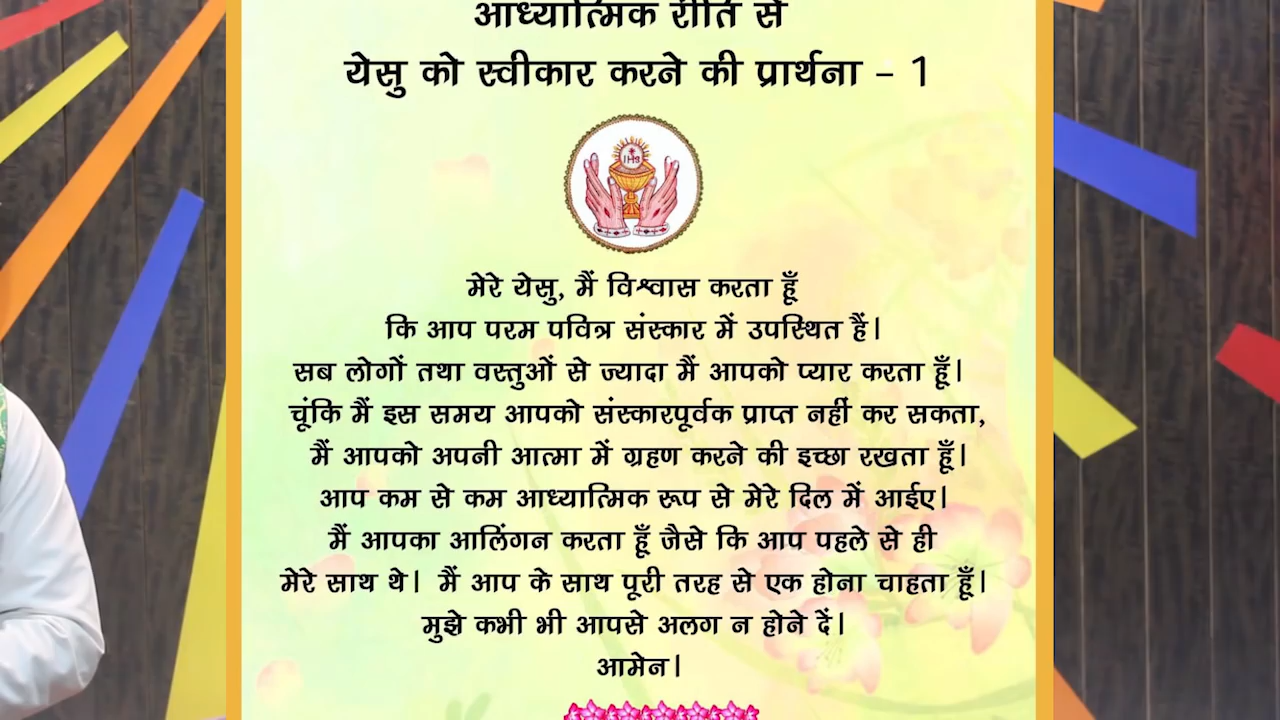 आध्यात्मिक रीति से
येसु को स्वीकार करने की प्रार्थना - 1
IHS
मेरे येसु, मैं विश्वास करता हूँ
कि आप परम पवित्र संस्कार में उपस्थित हैं।
सब लोगों तथा वस्तुओं से ज्यादा मैं आपको प्यार करता हूँ।
चूंकि मैं इस समय आपको संस्कारपूर्वक प्राप्त नहीं कर सकता,
मैं आपको अपनी आत्मा में ग्रहण करने की इच्छा रखता हूँ।
आप कम से कम आध्यात्मिक रूप से मेरे दिल में आईए।
मैं आपका आलिंगन करता हूँ जैसे कि आप पहले से ही
मेरे साथ थे। मैं आप के साथ पूरी तरह से एक होना चाहता हूँ।
मुझे कभी भी आपसे अलग न होने दें।
आमेन।